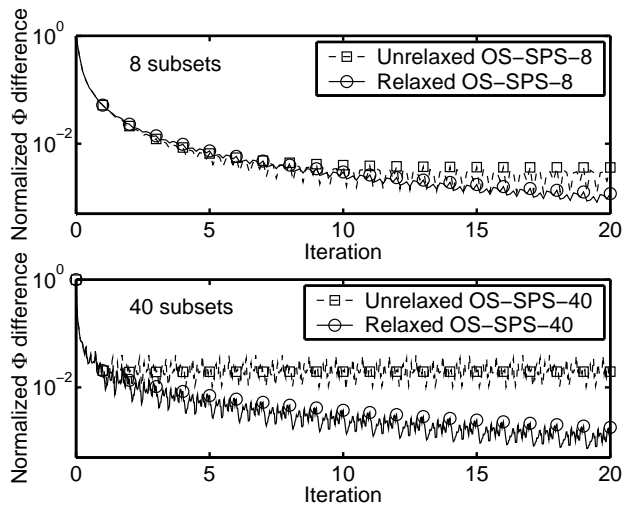 Normalized Φ difference
10^0
10^-2
8 subsets
Unrelaxed OS-SPS-8
Relaxed OS-SPS-8
0 5 10 15 20
Iteration
Normalized Φ difference
10^0
10^-2
40 subsets
Unrelaxed OS-SPS-40
Relaxed OS-SPS-40
0 5 10 15 20
Iteration